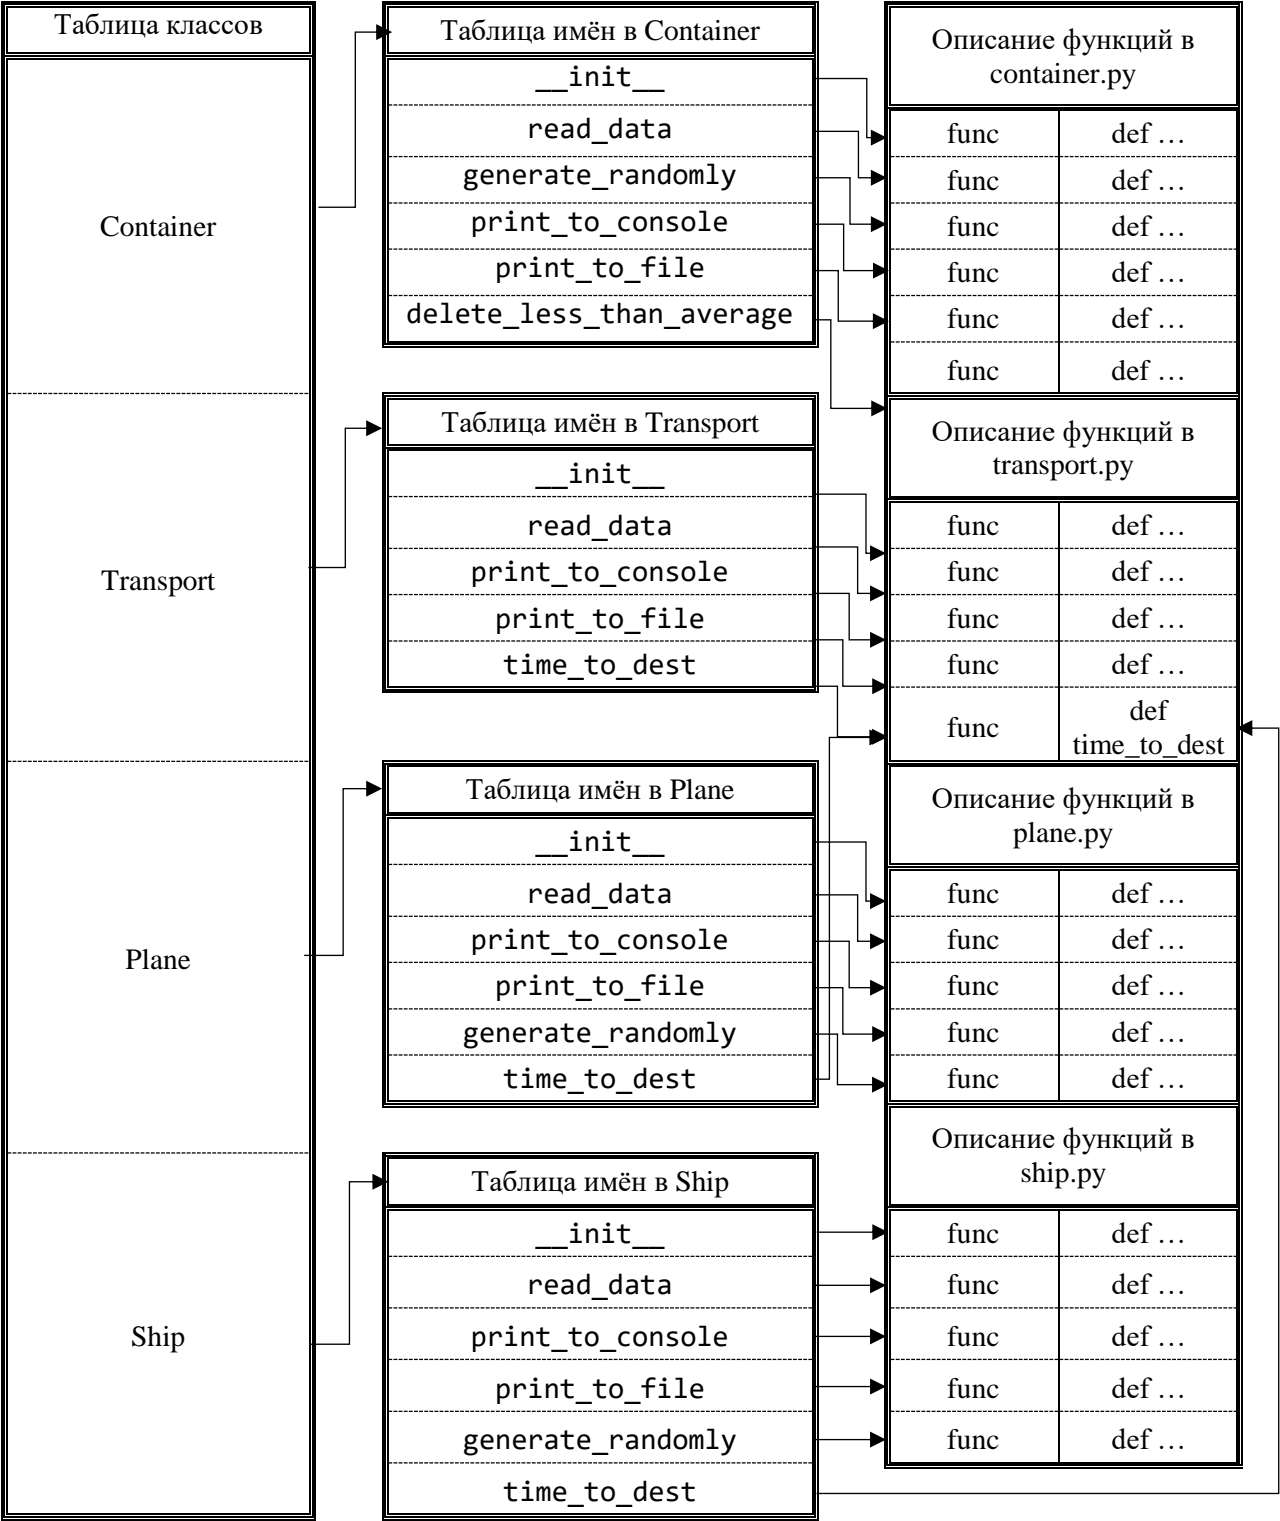 Таблица классов
Container
Transport
Plane
Ship
Таблица имён в Container
__init__
read_data
generate_randomly
print_to_console
print_to_file
delete_less_than_average
Таблица имён в Transport
__init__
read_data
print_to_console
print_to_file
time_to_dest
Таблица имён в Plane
__init__
read_data
print_to_console
print_to_file
generate_randomly
time_to_dest
Таблица имён в Ship
__init__
read_data
print_to_console
print_to_file
generate_randomly
time_to_dest
Описание функций в
container.py
func def …
func def …
func def …
func def …
func def …
func def …
Описание функций в
transport.py
func def …
func def …
func def …
func def …
func def
time_to_dest
Описание функций в
plane.py
func def …
func def …
func def …
func def …
func def …
Описание функций в
ship.py
func def …
func def …
func def …
func def …
func def …